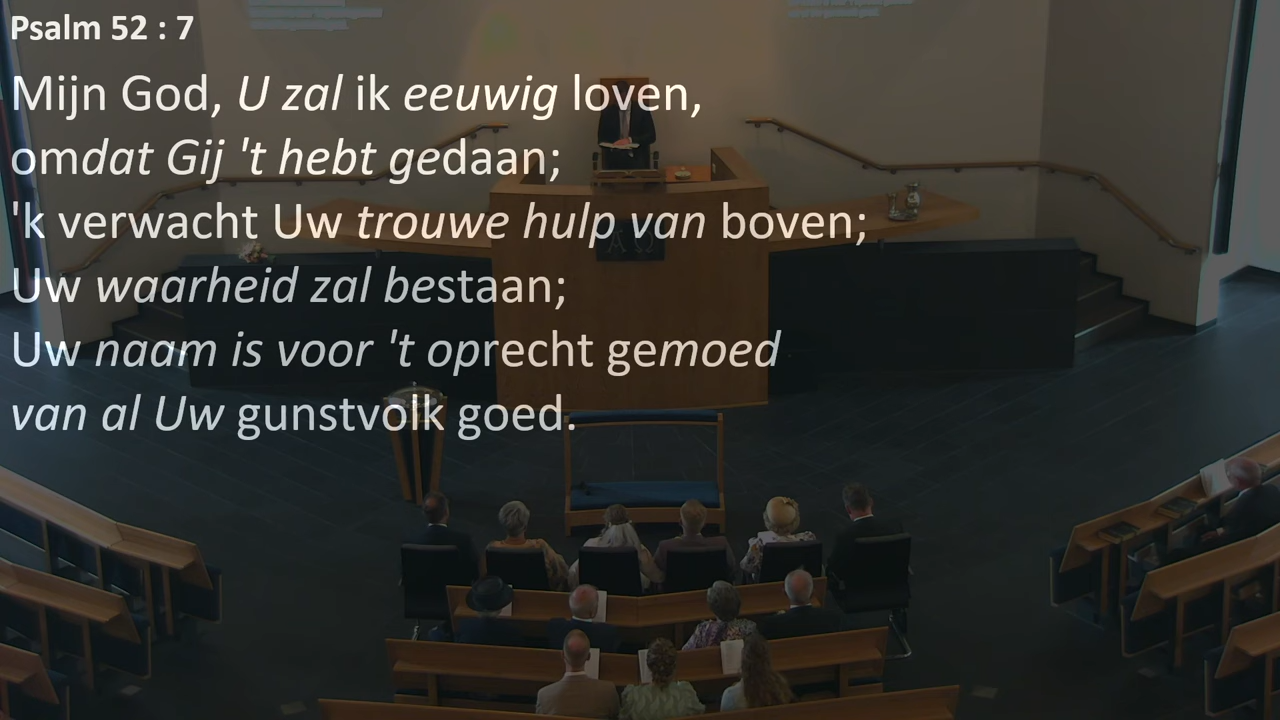 Psalm 52 : 7
Mijn God, U zal ik eeuwig loven,
omdat Gij 't hebt gedaan;
'k verwacht Uw trouwe hulp van boven;
Uw waarheid zal bestaan;
Uw naam is voor 't oprecht gemoed
van al Uw gunstvolk goed.
Α Ω